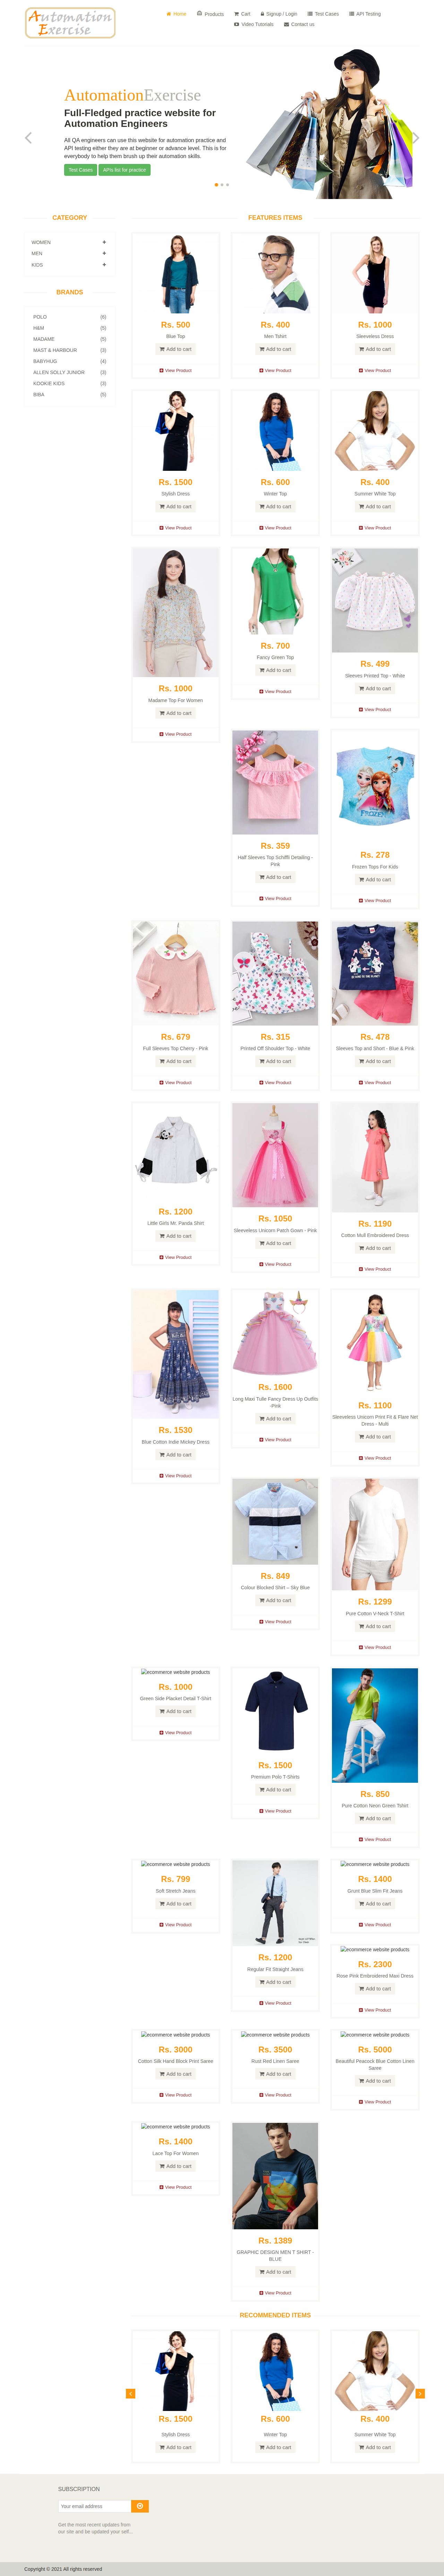 Automation
Exercise
Home
Products
Cart
Signup / Login
Test Cases
API Testing
Video Tutorials
Contact us
AutomationExercise
Full-Fledged practice website for
Automation Engineers
All QA engineers can use this website for automation practice and
API testing either they are at beginner or advance level. This is for
everybody to help them brush up their automation skills.
Test Cases
APIs list for practice
CATEGORY
WOMEN
MEN
KIDS
BRANDS
POLO (6)
H&M (5)
MADAME (5)
MAST & HARBOUR (3)
BABYHUG (4)
ALLEN SOLLY JUNIOR (3)
KOOKIE KIDS (3)
BIBA (5)
FEATURES ITEMS
Rs. 500
Blue Top
Add to cart
View Product
Rs. 400
Men Tshirt
Add to cart
View Product
Rs. 1000
Sleeveless Dress
Add to cart
View Product
Rs. 1500
Stylish Dress
Add to cart
View Product
Rs. 600
Winter Top
Add to cart
View Product
Rs. 400
Summer White Top
Add to cart
View Product
Rs. 1000
Madame Top For Women
Add to cart
View Product
Rs. 700
Fancy Green Top
Add to cart
View Product
Rs. 499
Sleeves Printed Top - White
Add to cart
View Product
Rs. 359
Half Sleeves Top Schiffli Detailing -
Pink
Add to cart
View Product
Rs. 278
Frozen Tops For Kids
Add to cart
View Product
Rs. 679
Full Sleeves Top Cherry - Pink
Add to cart
View Product
Rs. 315
Printed Off Shoulder Top - White
Add to cart
View Product
Rs. 478
Sleeves Top and Short - Blue & Pink
Add to cart
View Product
Rs. 1200
Little Girls Mr. Panda Shirt
Add to cart
View Product
Rs. 1050
Sleeveless Unicorn Patch Gown - Pink
Add to cart
View Product
Rs. 1190
Cotton Mull Embroidered Dress
Add to cart
View Product
Rs. 1530
Blue Cotton Indie Mickey Dress
Add to cart
View Product
Rs. 1600
Long Maxi Tulle Fancy Dress Up Outfits
-Pink
Add to cart
View Product
Rs. 1100
Sleeveless Unicorn Print Fit & Flare Net
Dress - Multi
Add to cart
View Product
Rs. 849
Colour Blocked Shirt – Sky Blue
Add to cart
View Product
Rs. 1299
Pure Cotton V-Neck T-Shirt
Add to cart
View Product
ecommerce website products
Rs. 1000
Green Side Placket Detail T-Shirt
Add to cart
View Product
Rs. 1500
Premium Polo T-Shirts
Add to cart
View Product
Rs. 850
Pure Cotton Neon Green Tshirt
Add to cart
View Product
ecommerce website products
Rs. 799
Soft Stretch Jeans
Add to cart
View Product
Rs. 1200
Regular Fit Straight Jeans
Add to cart
View Product
ecommerce website products
Rs. 1400
Grunt Blue Slim Fit Jeans
Add to cart
View Product
ecommerce website products
Rs. 2300
Rose Pink Embroidered Maxi Dress
Add to cart
View Product
ecommerce website products
Rs. 3000
Cotton Silk Hand Block Print Saree
Add to cart
View Product
ecommerce website products
Rs. 3500
Rust Red Linen Saree
Add to cart
View Product
ecommerce website products
Rs. 5000
Beautiful Peacock Blue Cotton Linen
Saree
Add to cart
View Product
ecommerce website products
Rs. 1400
Lace Top For Women
Add to cart
View Product
Rs. 1389
GRAPHIC DESIGN MEN T SHIRT -
BLUE
Add to cart
View Product
RECOMMENDED ITEMS
Rs. 1500
Stylish Dress
Add to cart
Rs. 600
Winter Top
Add to cart
Rs. 400
Summer White Top
Add to cart
SUBSCRIPTION
Your email address
Get the most recent updates from
our site and be updated your self...
Copyright © 2021 All rights reserved